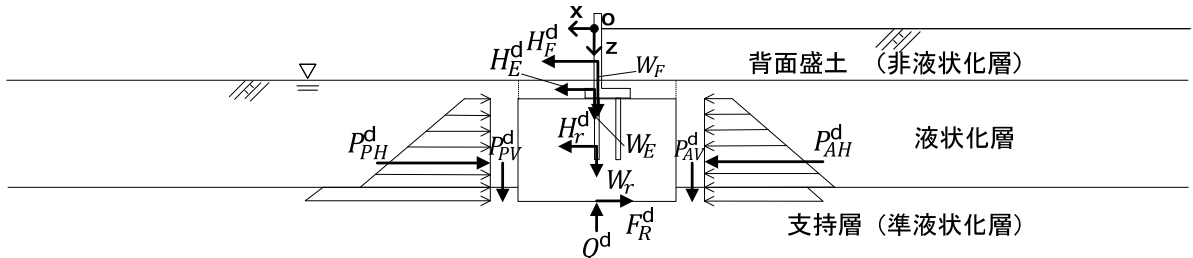 x
o
z
H_E^d
H_E^d
W_F
背面盛土 （非液状化層）
H_r^d
W_E
P_PH^d
P_PV^d
P_AV^d
P_AH^d
液状化層
W_r
F_R^d
Q^d
支持層（準液状化層）